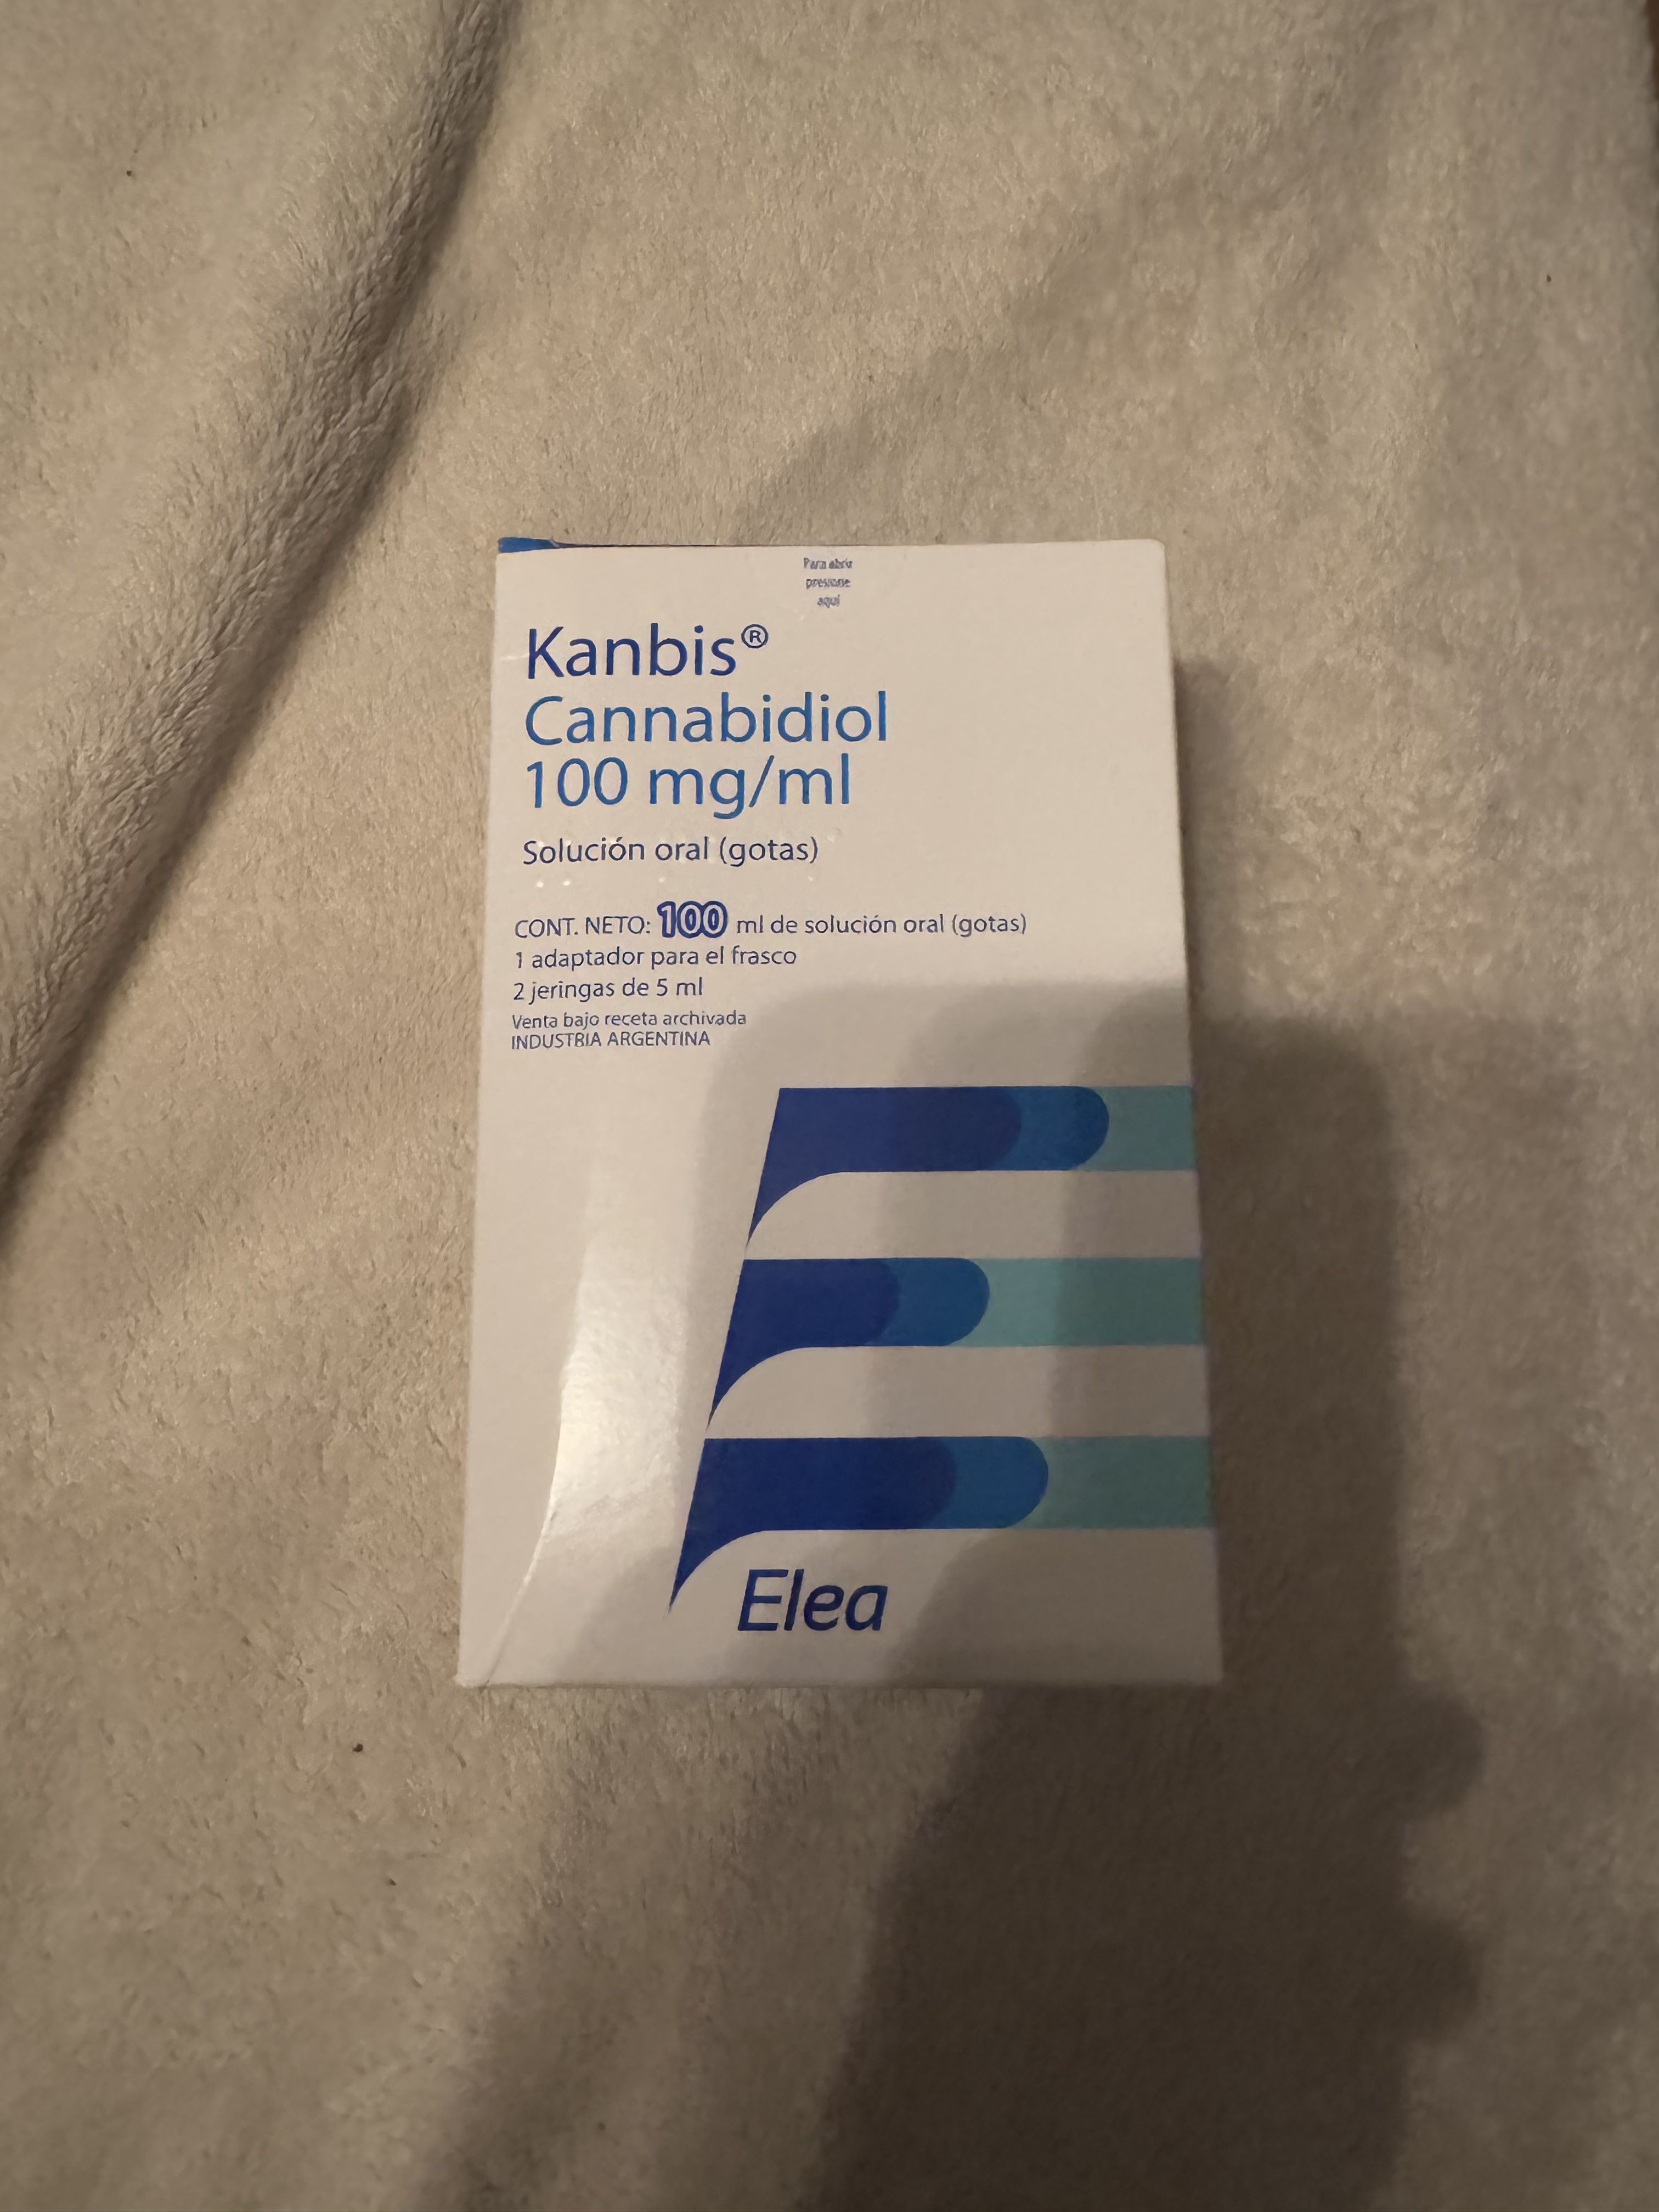 Para abrir
presione
aquí
Kanbis®
Cannabidiol
100 mg/ml
Solución oral (gotas)
CONT. NETO: 100 ml de solución oral (gotas)
1 adaptador para el frasco
2 jeringas de 5 ml
Venta bajo receta archivada
INDUSTRIA ARGENTINA
Elea